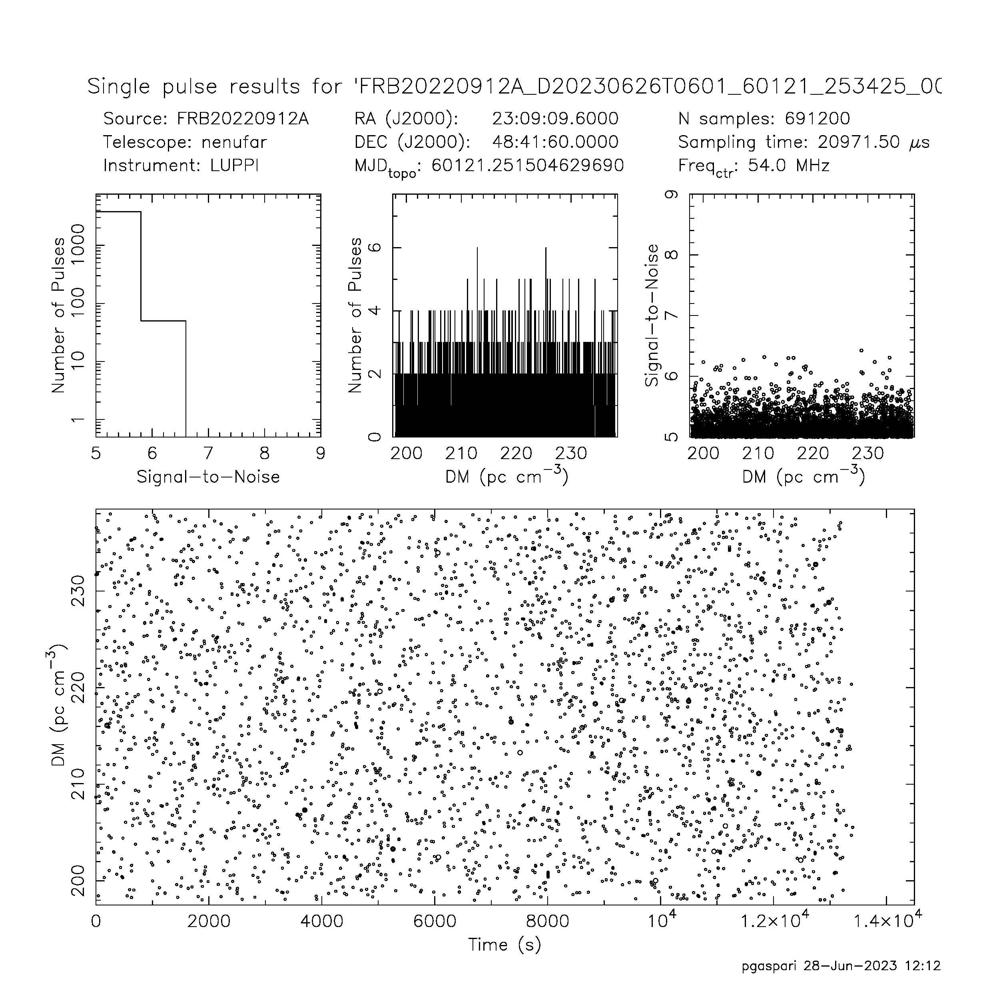 Single pulse results for 'FRB20220912A_D20230626T0601_60121_253425_0
Source: FRB20220912A
Telescope: nenufar
Instrument: LUPPI
RA (J2000): 23:09:09.6000
DEC (J2000): 48:41:60.0000
MJD_topo: 60121.251504629690
N samples: 691200
Sampling time: 20971.50 μs
Freq_ctr: 54.0 MHz
Number of Pulses
1 10 100 1000
5 6 7 8 9
Signal-to-Noise
Number of Pulses
0 2 4 6
200 210 220 230
DM (pc cm^-3)
Signal-to-Noise
5 6 7 8 9
200 210 220 230
DM (pc cm^-3)
DM (pc cm^-3)
200 210 220 230
0 2000 4000 6000 8000 10^4 1.2×10^4 1.4×10^4
Time (s)
pgaspari 28-Jun-2023 12:12